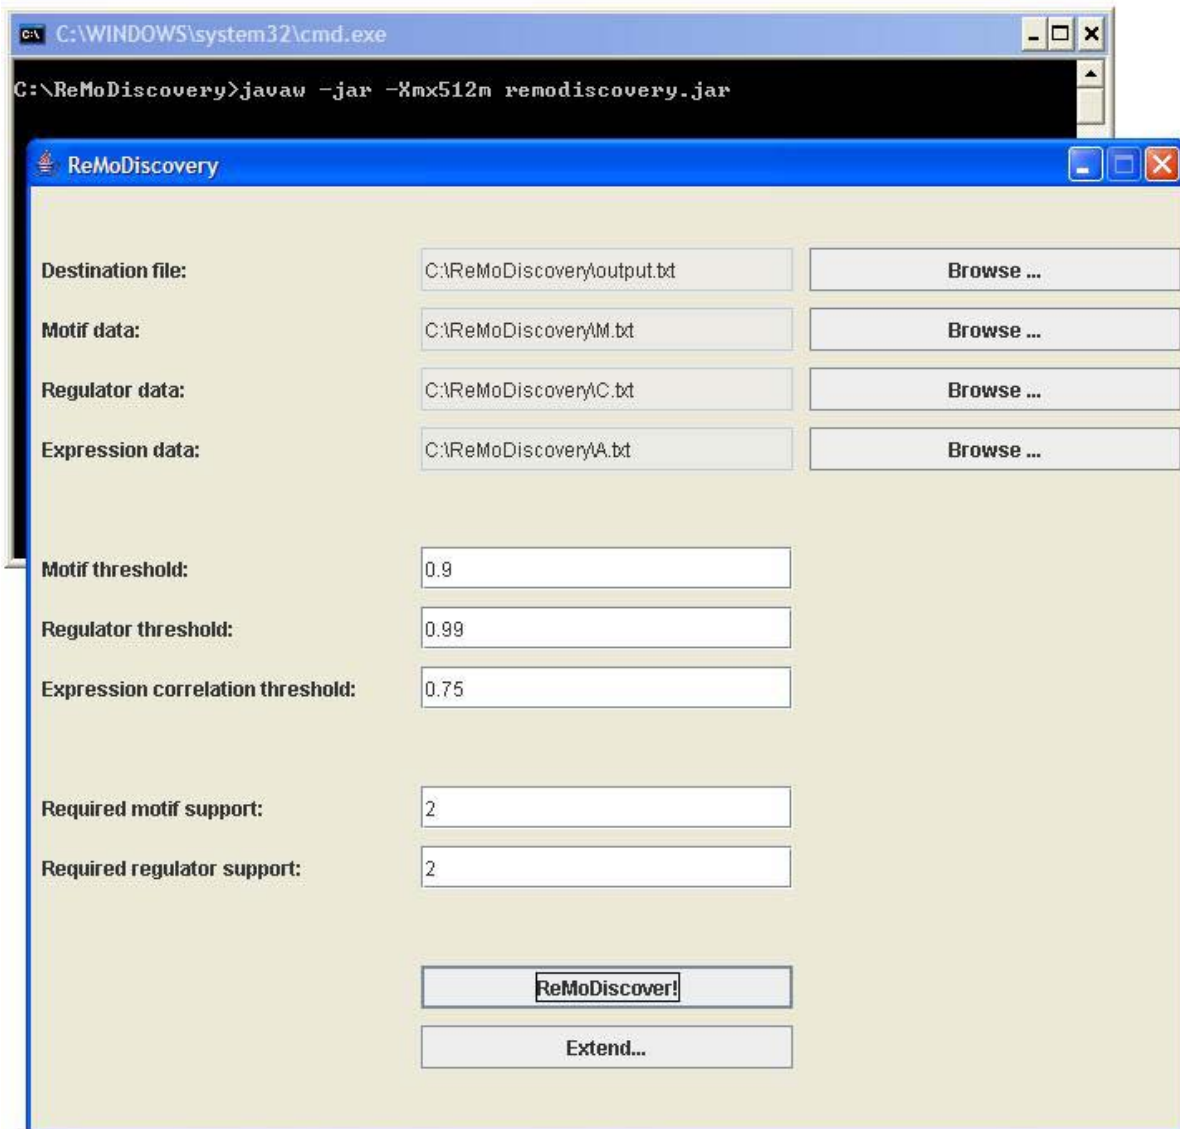 C:\WINDOWS\system32\cmd.exe
C:\ReMoDiscovery>javaw -jar -Xmx512m remodiscovery.jar
ReMoDiscovery
Destination file: C:\ReMoDiscovery\output.txt Browse ...
Motif data: C:\ReMoDiscovery\M.txt Browse ...
Regulator data: C:\ReMoDiscovery\C.txt Browse ...
Expression data: C:\ReMoDiscovery\A.txt Browse ...
Motif threshold: 0.9
Regulator threshold: 0.99
Expression correlation threshold: 0.75
Required motif support: 2
Required regulator support: 2
ReMoDiscover!
Extend...